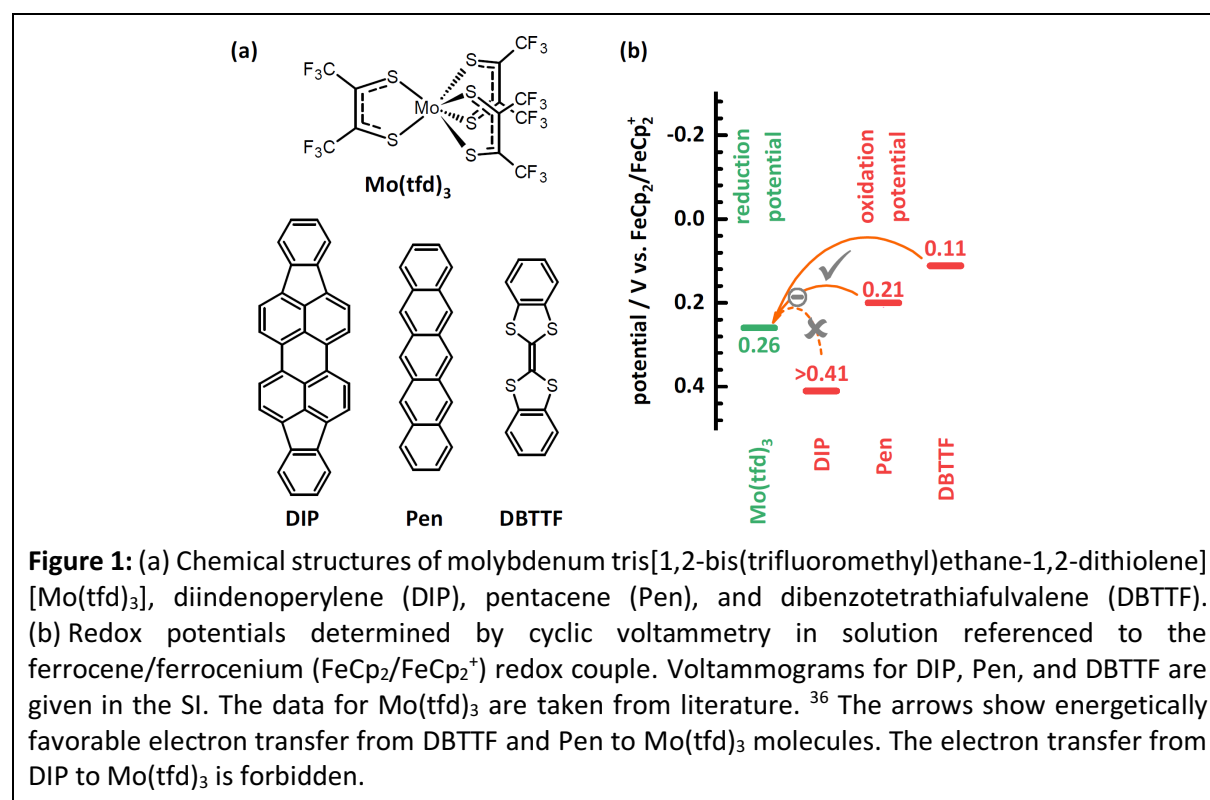 (a)
CF3
F3C
S
S
CF3
S
Mo
S
CF3
CF3
F3C
S
S
CF3
Mo(tfd)3
S
S
S
S
DIP
Pen
DBTTF
(b)
potential / V vs. FeCp2/FeCp2+
-0.2
0.0
0.2
0.4
reduction
potential
oxidation
potential
0.11
0.21
0.26
>0.41
Mo(tfd)3
DIP
Pen
DBTTF
Figure 1: (a) Chemical structures of molybdenum tris[1,2-bis(trifluoromethyl)ethane-1,2-dithiolene]
[Mo(tfd)3], diindenoperylene (DIP), pentacene (Pen), and dibenzotetrathiafulvalene (DBTTF).
(b) Redox potentials determined by cyclic voltammetry in solution referenced to the
ferrocene/ferrocenium (FeCp2/FeCp2+) redox couple. Voltammograms for DIP, Pen, and DBTTF are
given in the SI. The data for Mo(tfd)3 are taken from literature. 36 The arrows show energetically
favorable electron transfer from DBTTF and Pen to Mo(tfd)3 molecules. The electron transfer from
DIP to Mo(tfd)3 is forbidden.